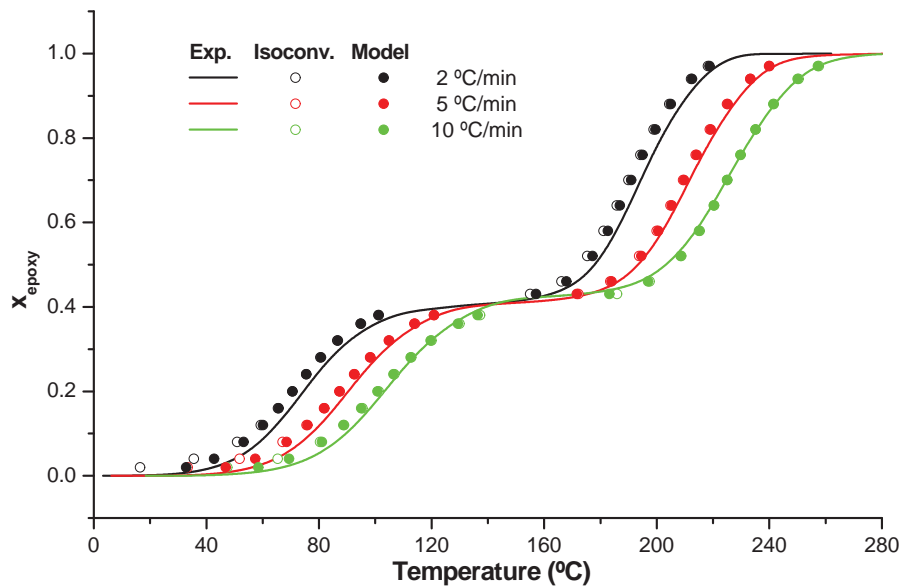 Exp. Isoconv. Model
2 ºC/min
5 ºC/min
10 ºC/min
1.0
0.8
0.6
0.4
0.2
0.0
x_epoxy
0 40 80 120 160 200 240 280
Temperature (ºC)